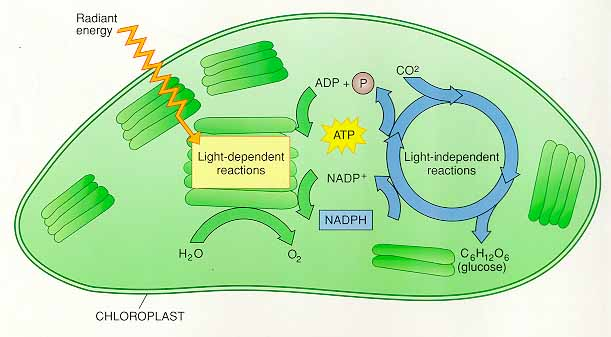 Radiant
energy
ADP + P
CO²
ATP
Light-dependent
reactions
Light-independent
reactions
NADP⁺
NADPH
H₂O
O₂
C₆H₁₂O₆
(glucose)
CHLOROPLAST